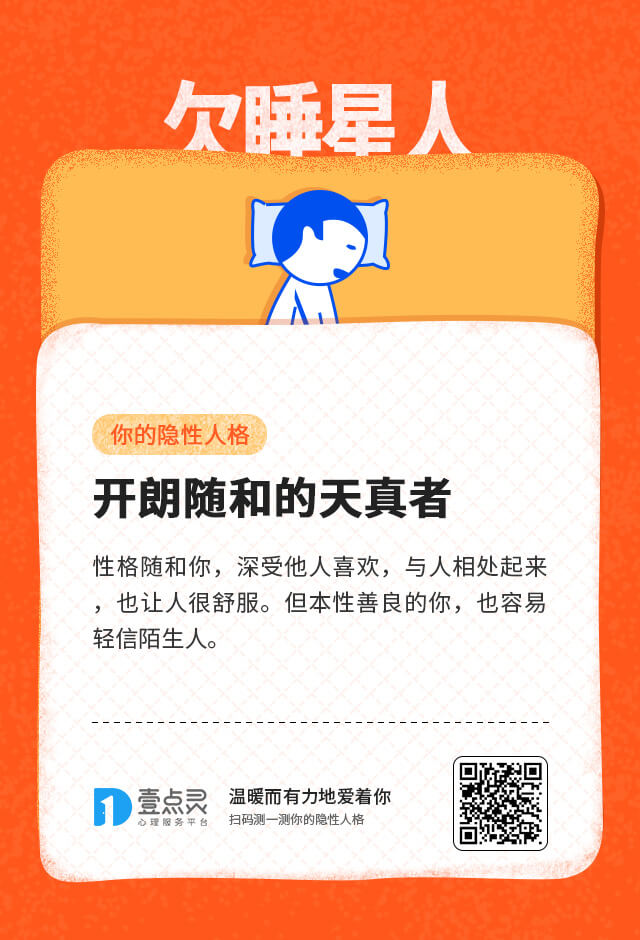 欠睡星人
你的隐性人格
开朗随和的天真者
性格随和你，深受他人喜欢，与人相处起来
，也让人很舒服。但本性善良的你，也容易
轻信陌生人。
壹点灵
心理服务平台
温暖而有力地爱着你
扫码测一测你的隐性人格